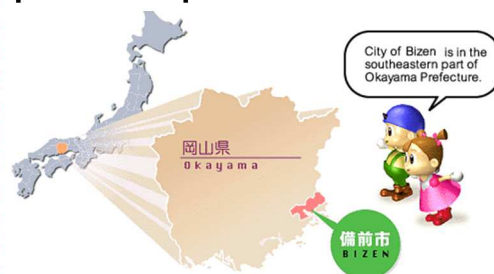 City of Bizen is in the
southeastern part of
Okayama Prefecture.
岡山県
Okayama
備前市
BIZEN